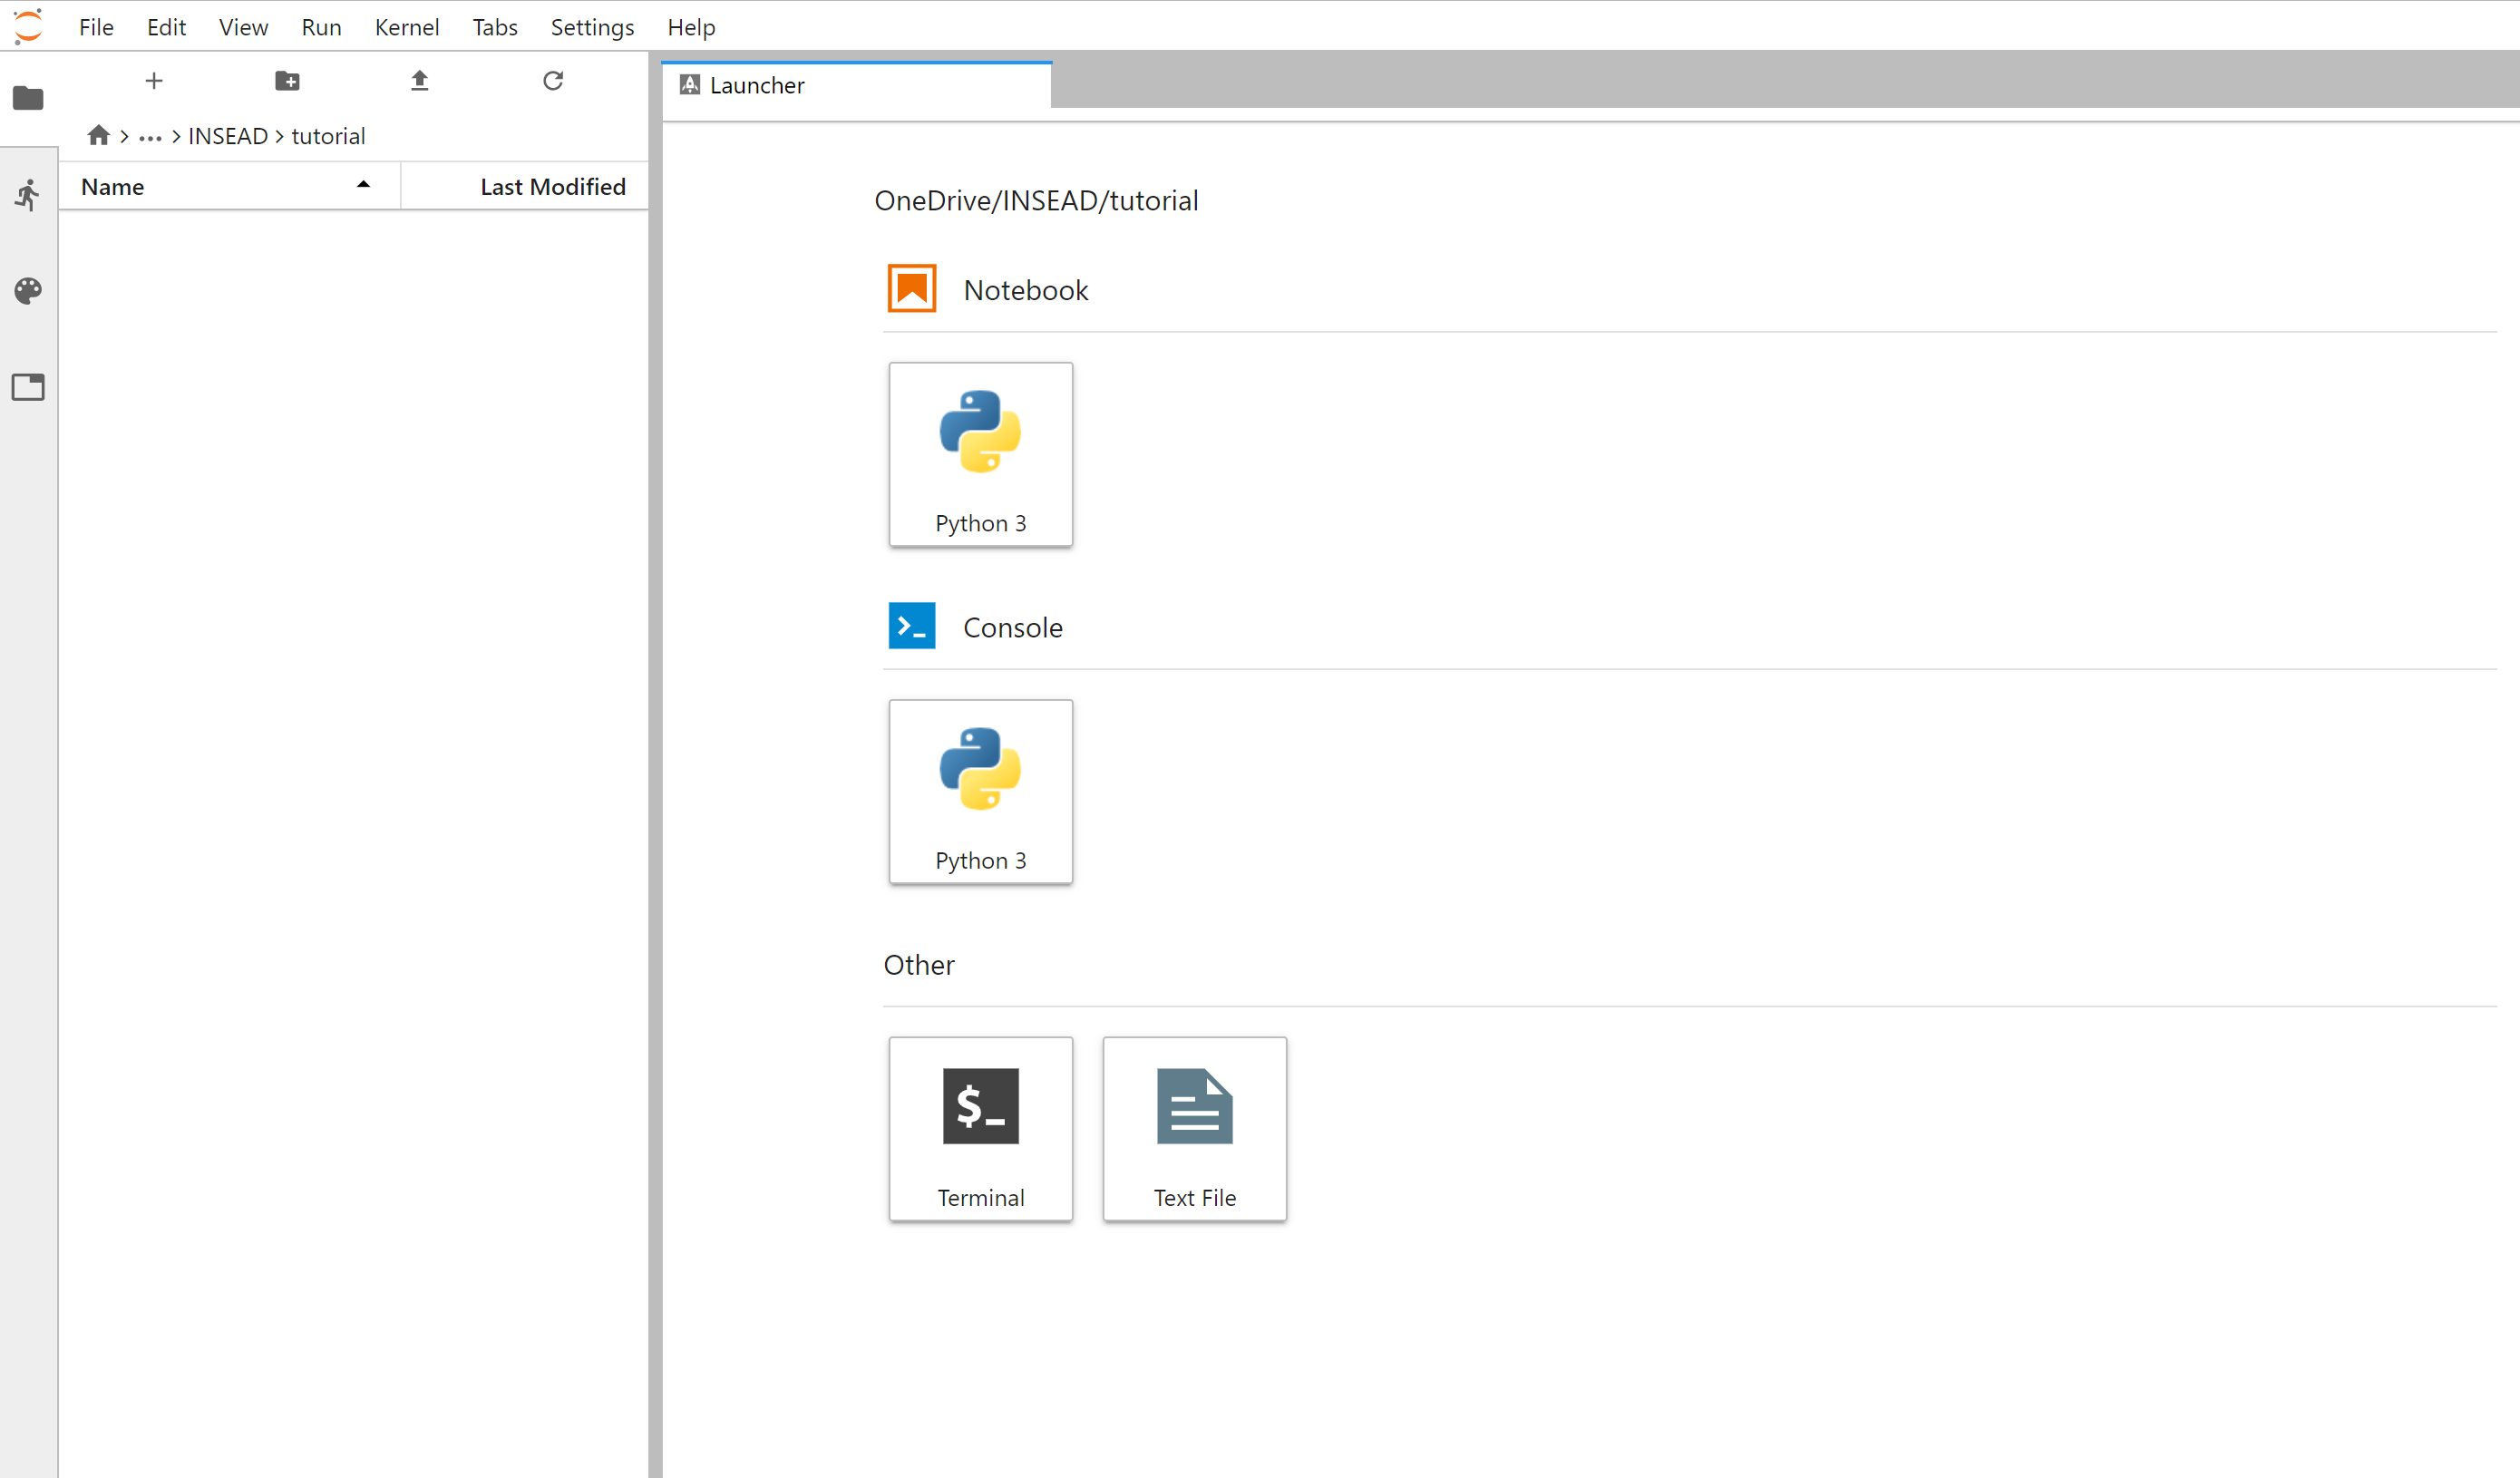 File Edit View Run Kernel Tabs Settings Help
Launcher
> ... > INSEAD > tutorial
Name Last Modified
OneDrive/INSEAD/tutorial
Notebook
Python 3
Console
Python 3
Other
$_
Terminal Text File